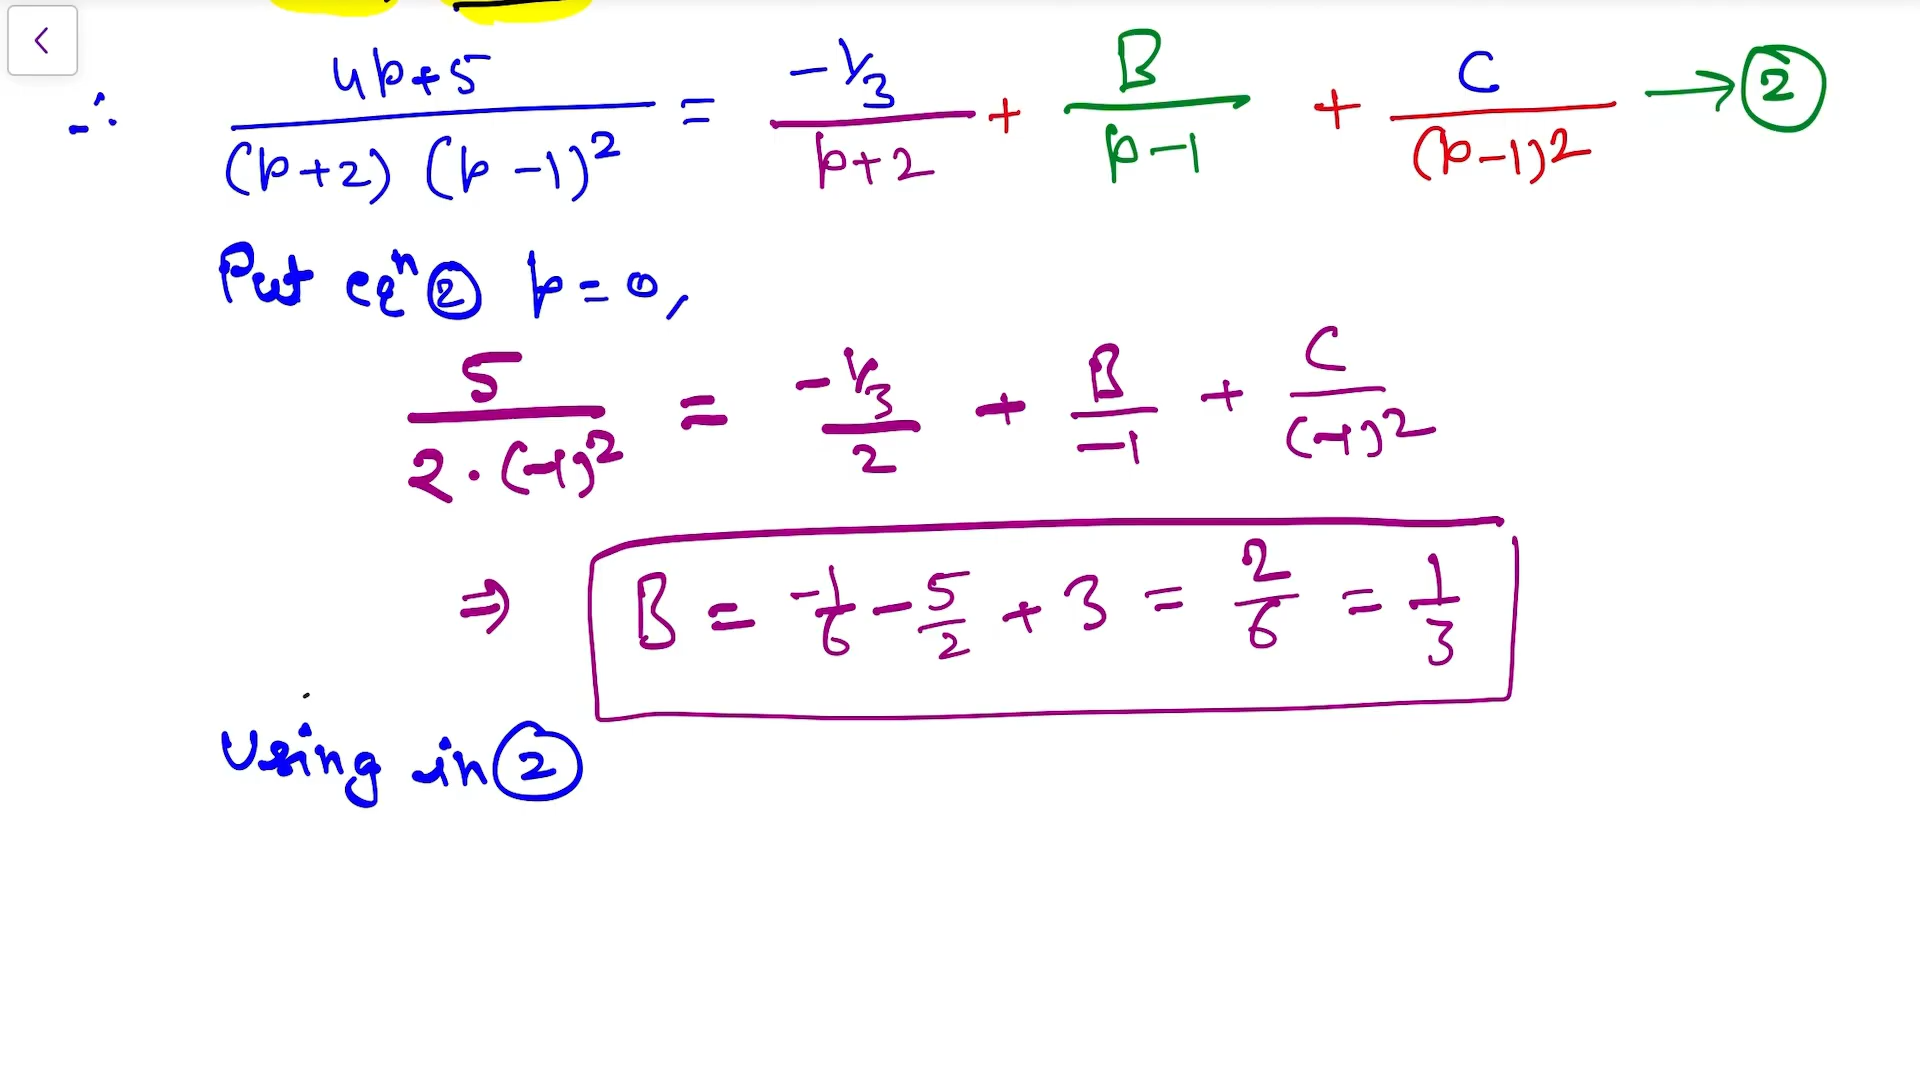 ∴ (4p+5)/((p+2)(p-1)²) = (-1/3)/(p+2) + B/(p-1) + C/(p-1)² → ②
Put eqⁿ ② p = 0,
5/(2·(-1)²) = (-1/3)/2 + B/(-1) + C/(-1)²
⇒ B = -1/6 - 5/2 + 3 = 2/6 = 1/3
Using in ②